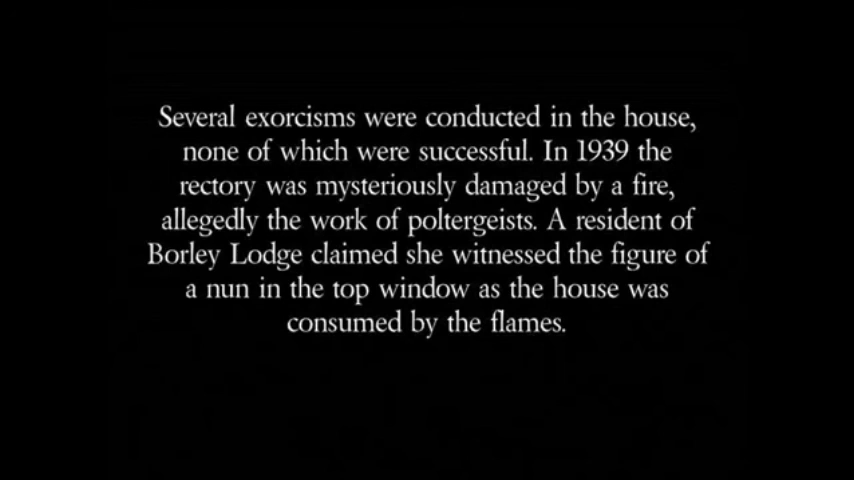 Several exorcisms were conducted in the house,
none of which were successful. In 1939 the
rectory was mysteriously damaged by a fire,
allegedly the work of poltergeists. A resident of
Borley Lodge claimed she witnessed the figure of
a nun in the top window as the house was
consumed by the flames.